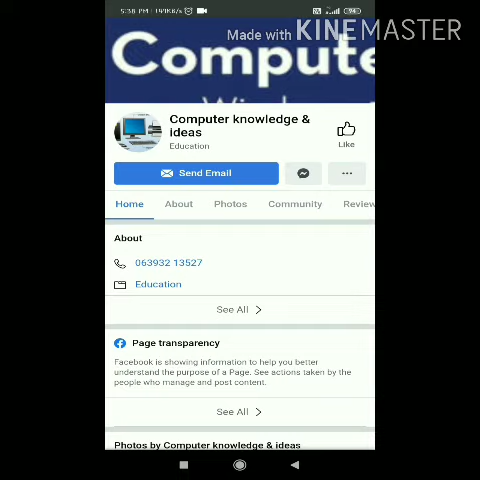 5:38 PM
94
Made with KINEMASTER
Compute
Computer knowledge &
ideas
Education
Like
Send Email
Home About Photos Community Review
About
063932 13527
Education
See All
Page transparency
Facebook is showing information to help you better
understand the purpose of a Page. See actions taken by the
people who manage and post content.
See All
Photos by Computer knowledge & ideas